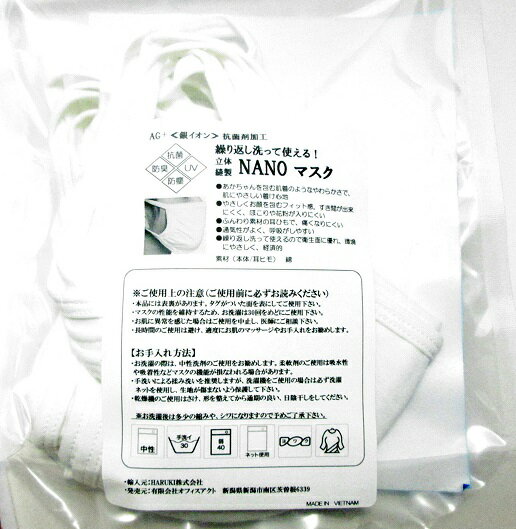 AG+ <銀イオン> 抗菌剤加工
抗菌
防臭
UV
防塵
繰り返し洗って使える!
立体
縫製
NANO マスク
●あかちゃんを包む肌着のようなやわらかさで、
肌にやさしい着け心地
●やさしくお顔を包むフィット感、すき間が出来
にくく、ほこりや花粉が入りにくい
●ふんわり素材の耳ひもで、痛くなりにくい
●通気性がよく、呼吸がしやすい
●繰り返し洗って使えるので衛生面に優れ、環境
にやさしく、経済的
素材(本体/耳ヒモ) 綿
※ご使用上の注意(ご使用前に必ずお読みください)
・本品には表裏があります。タグがついた面を表にしてご使用下さい。
・マスクの性能を維持するため、お洗濯は30回をめどにご使用下さい。
・お肌に異常を感じた場合はご使用を中止し、医師にご相談下さい。
・長時間のご使用は避け、適度にお肌のマッサージやお手入れをお勧めします。
【お手入れ方法】
・お洗濯の際は、中性洗剤のご使用をお勧めします。柔軟剤のご使用は吸水性
や吸着性などマスクの機能が損なわれる場合があります。
・手洗いによる揉み洗いを推奨しますが、洗濯機をご使用の場合は必ず洗濯
ネットを使用し、生地が傷まないよう保護して下さい。
・乾燥機のご使用はさけ、形を整えてから通期の良い、日陰干しをしてください。
※お洗濯後は多少の縮みや、シワになりますので予めご了承下さい。
中性
手洗イ
30
弱
40
ネット使用
・輸入元:HARUKI株式会社
・発売元:有限会社オフィスアクト 新潟県新潟市南区茨曽根6339
MADE IN VIETNAM